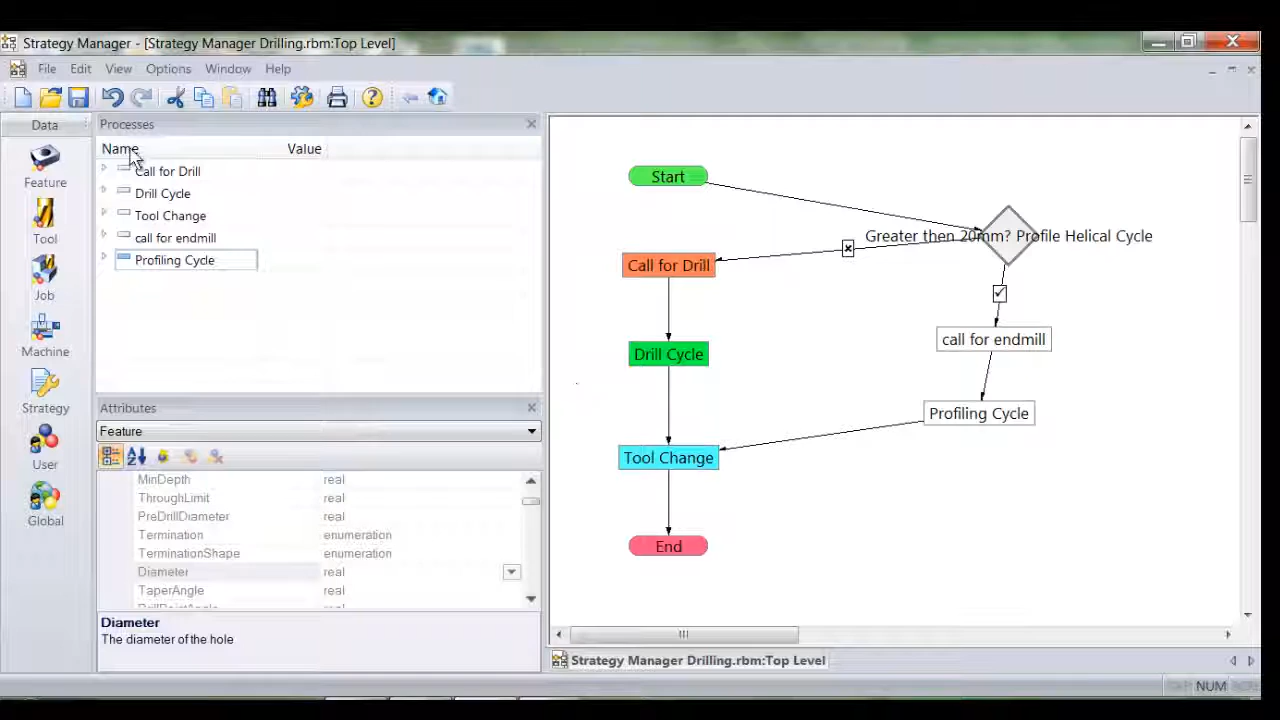 Strategy Manager - [Strategy Manager Drilling.rbm:Top Level]
File Edit View Options Window Help
Data
Feature
Tool
Job
Machine
Strategy
User
Global
Processes
Name Value
Call for Drill
Drill Cycle
Tool Change
call for endmill
Profiling Cycle
Attributes
Feature
MinDepth real
ThroughLimit real
PreDrillDiameter real
Termination enumeration
TerminationShape enumeration
Diameter real
TaperAngle real
Diameter
The diameter of the hole
Start
Greater then 20mm? Profile Helical Cycle
Call for Drill
call for endmill
Drill Cycle
Profiling Cycle
Tool Change
End
Strategy Manager Drilling.rbm:Top Level
NUM